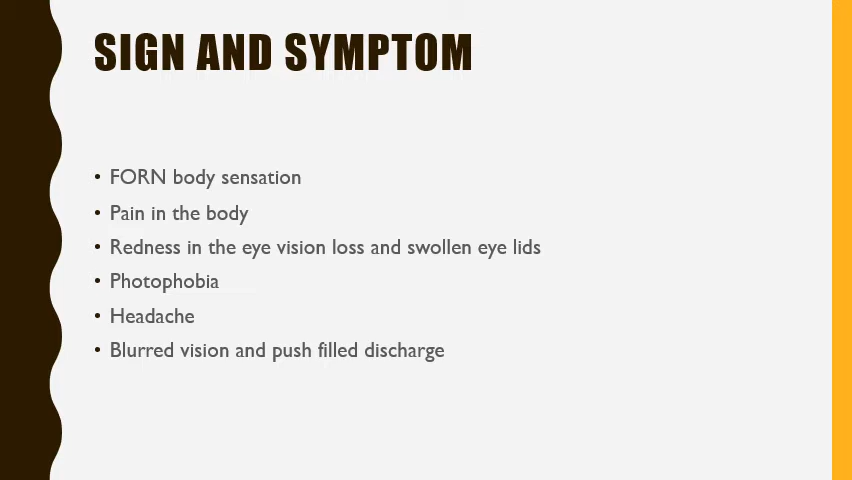 SIGN AND SYMPTOM
• FORN body sensation
• Pain in the body
• Redness in the eye vision loss and swollen eye lids
• Photophobia
• Headache
• Blurred vision and push filled discharge